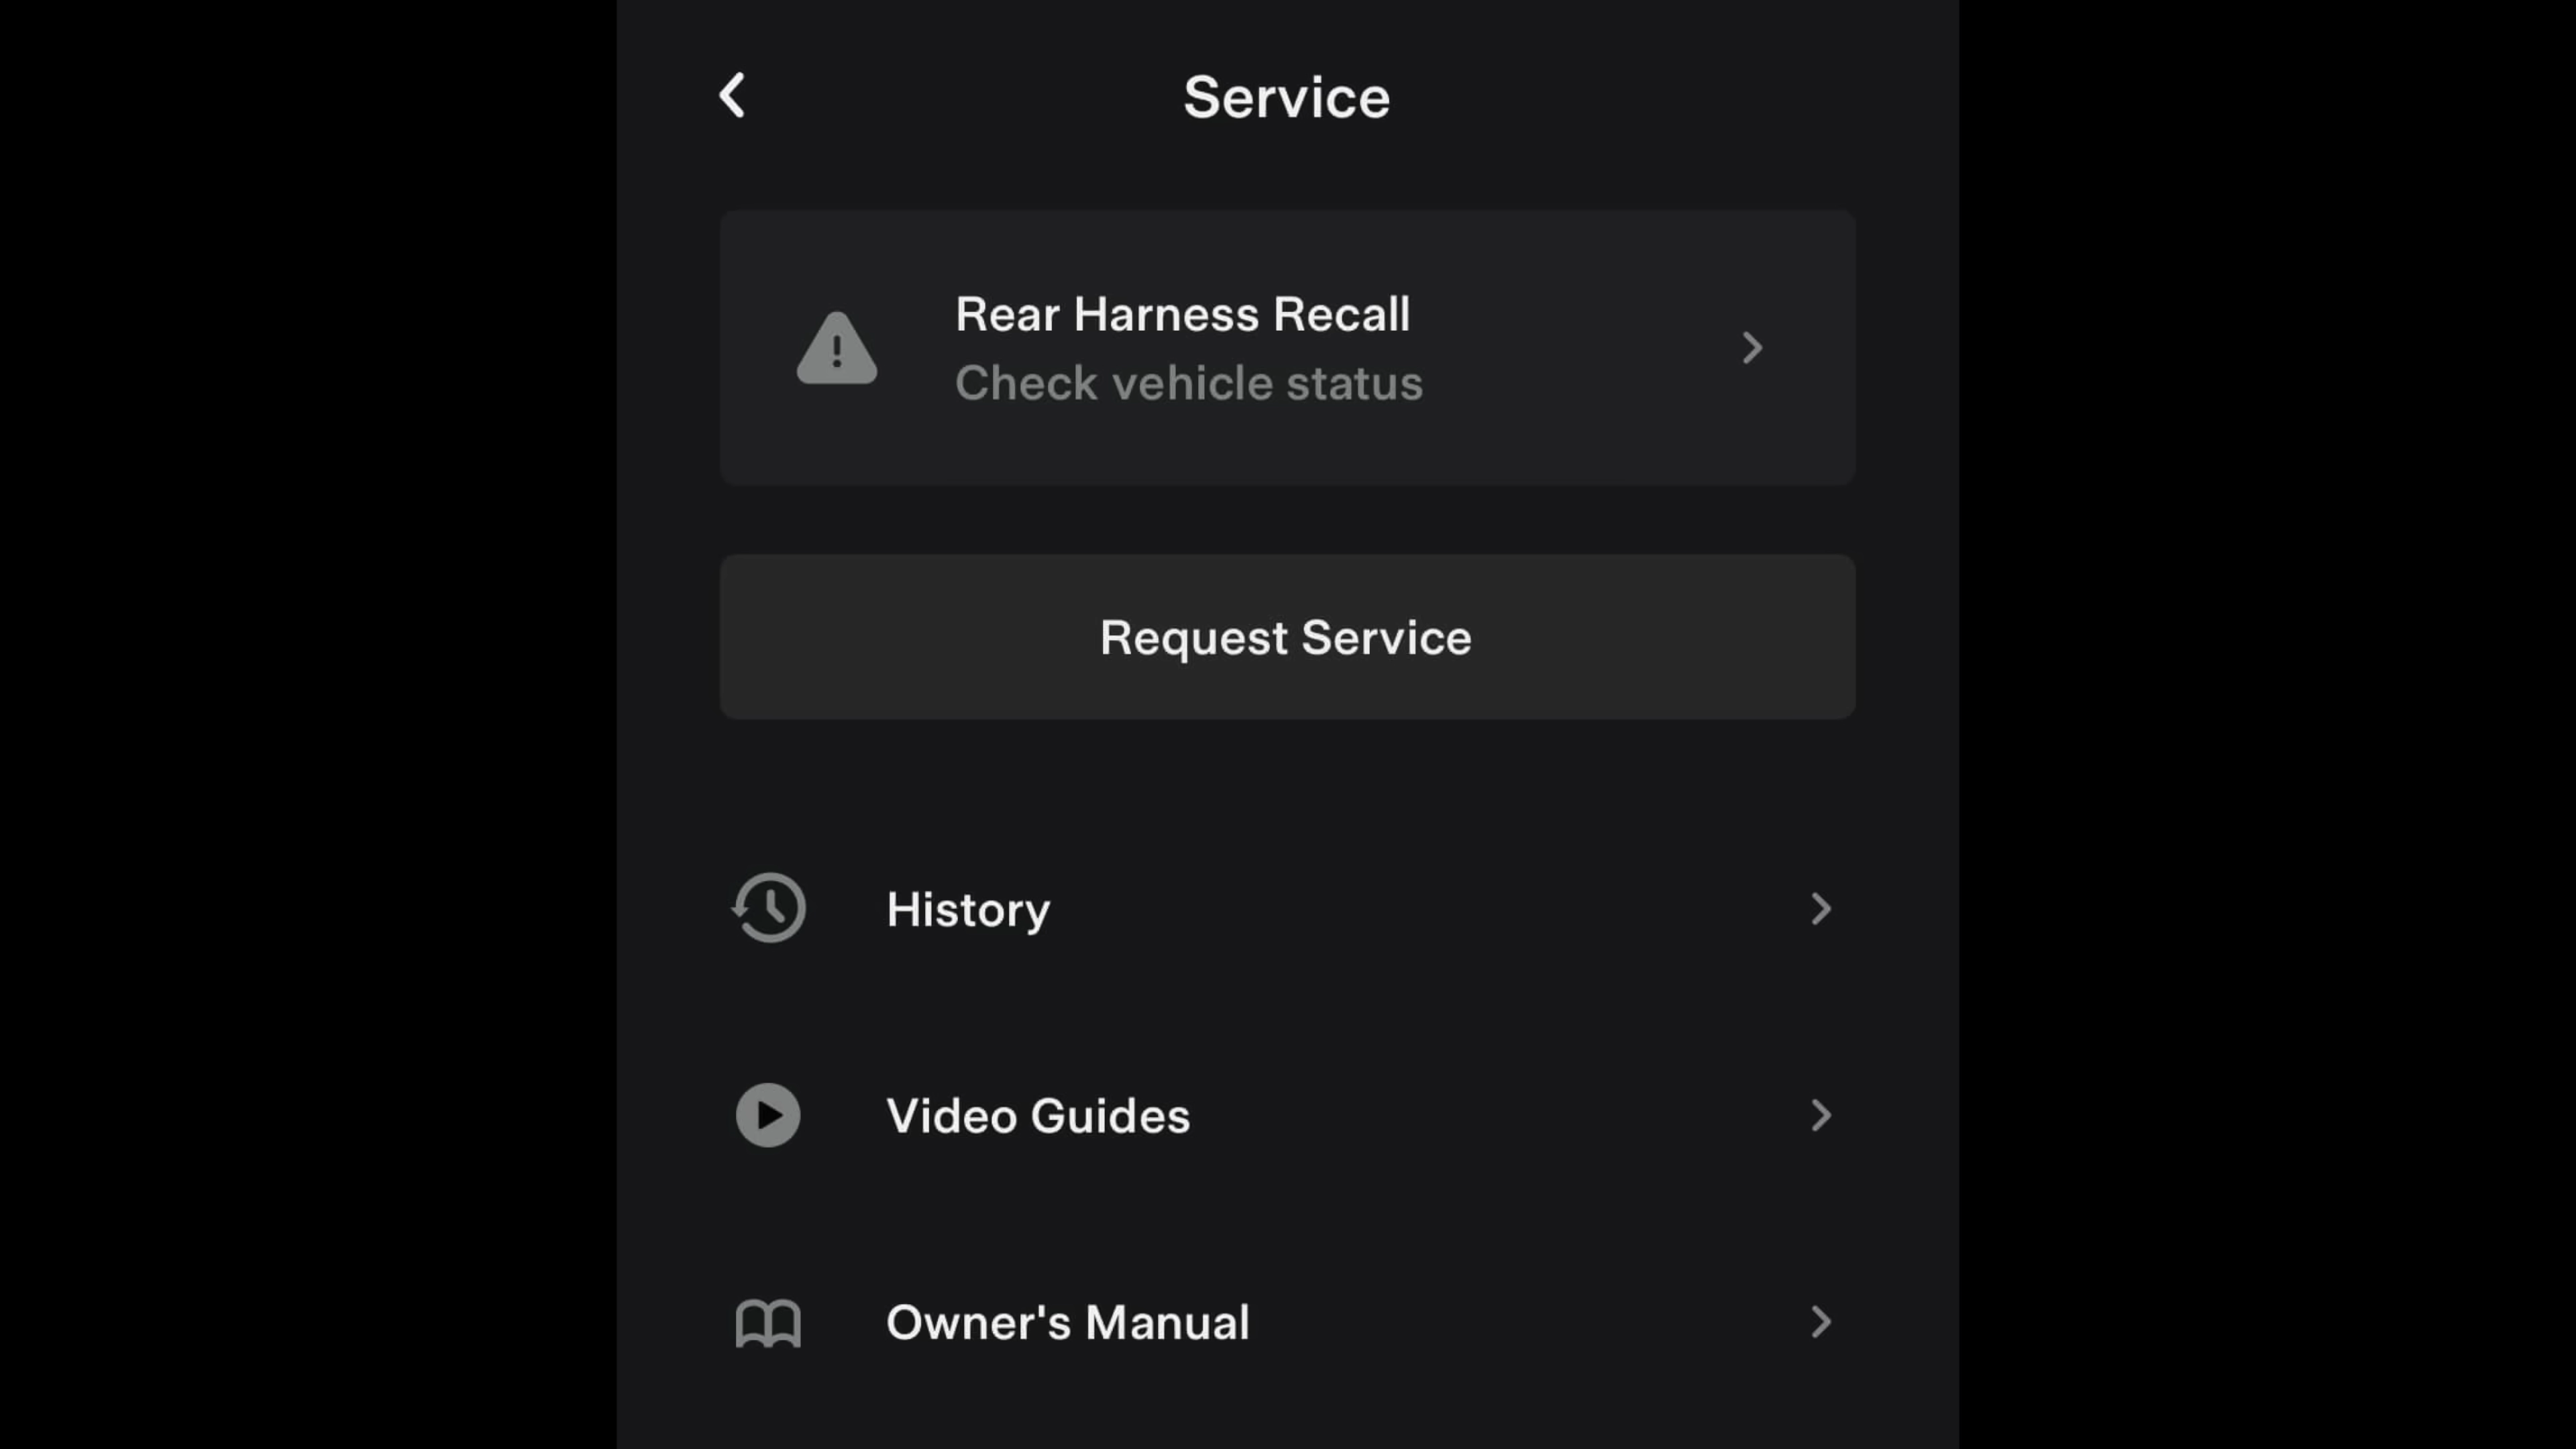 Service
Rear Harness Recall
Check vehicle status
Request Service
History
Video Guides
Owner's Manual